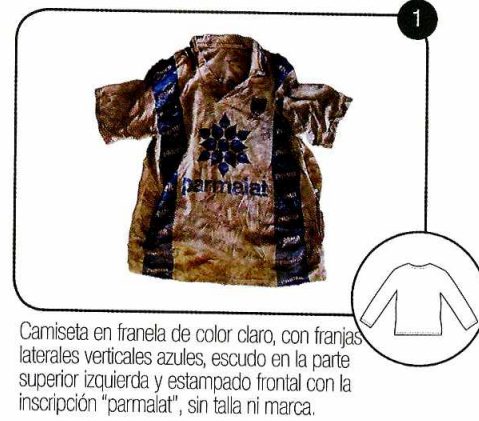 1
parmalat
Camiseta en franela de color claro, con franjas
laterales verticales azules, escudo en la parte
superior izquierda y estampado frontal con la
inscripción “parmalat”, sin talla ni marca.